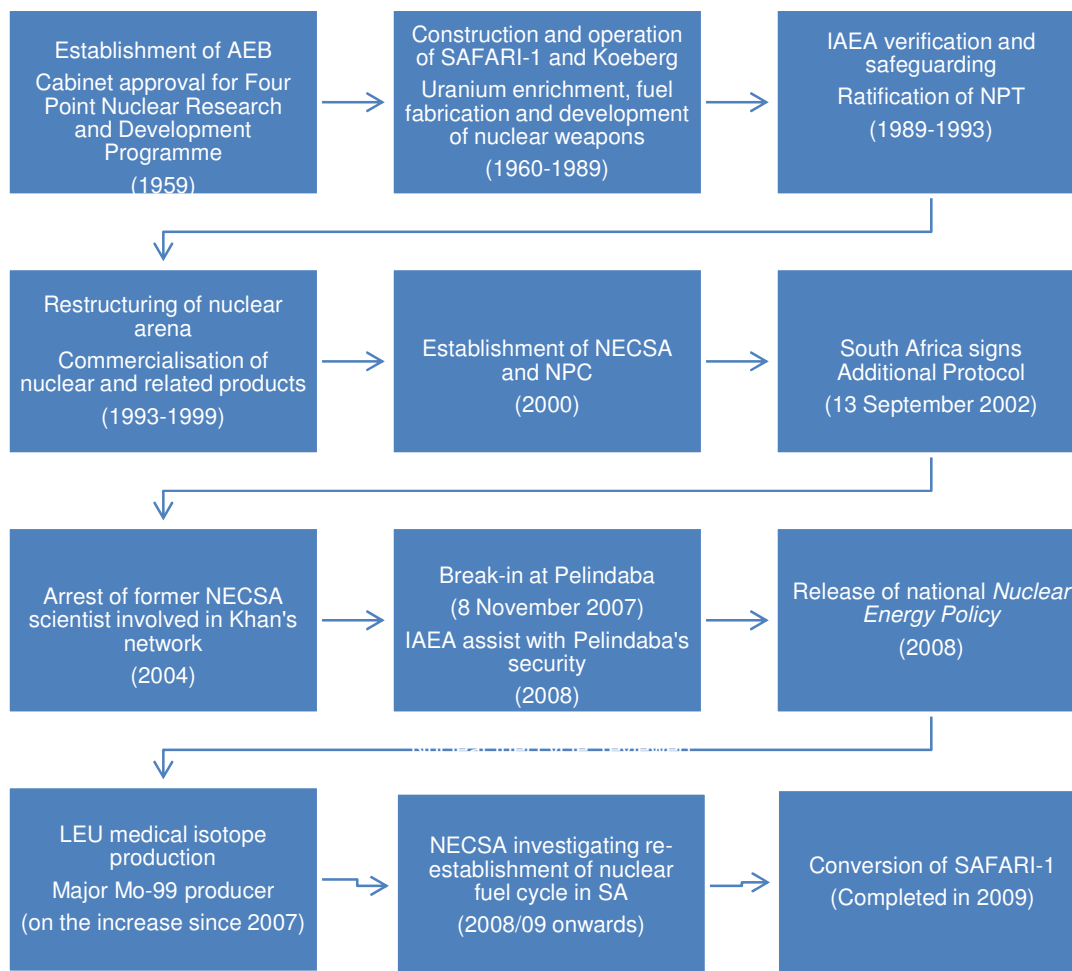 Establishment of AEB
Cabinet approval for Four
Point Nuclear Research
and Development
Programme
(1959)
Construction and operation
of SAFARI-1 and Koeberg
Uranium enrichment, fuel
fabrication and development
of nuclear weapons
(1960-1989)
IAEA verification and
safeguarding
Ratification of NPT
(1989-1993)
Restructuring of nuclear
arena
Commercialisation of
nuclear and related products
(1993-1999)
Establishment of NECSA
and NPC
(2000)
South Africa signs
Additional Protocol
(13 September 2002)
Arrest of former NECSA
scientist involved in Khan's
network
(2004)
Break-in at Pelindaba
(8 November 2007)
IAEA assist with Pelindaba's
security
(2008)
Release of national Nuclear
Energy Policy
(2008)
LEU medical isotope
production
Major Mo-99 producer
(on the increase since 2007)
NECSA investigating re-
establishment of nuclear
fuel cycle in SA
(2008/09 onwards)
Conversion of SAFARI-1
(Completed in 2009)